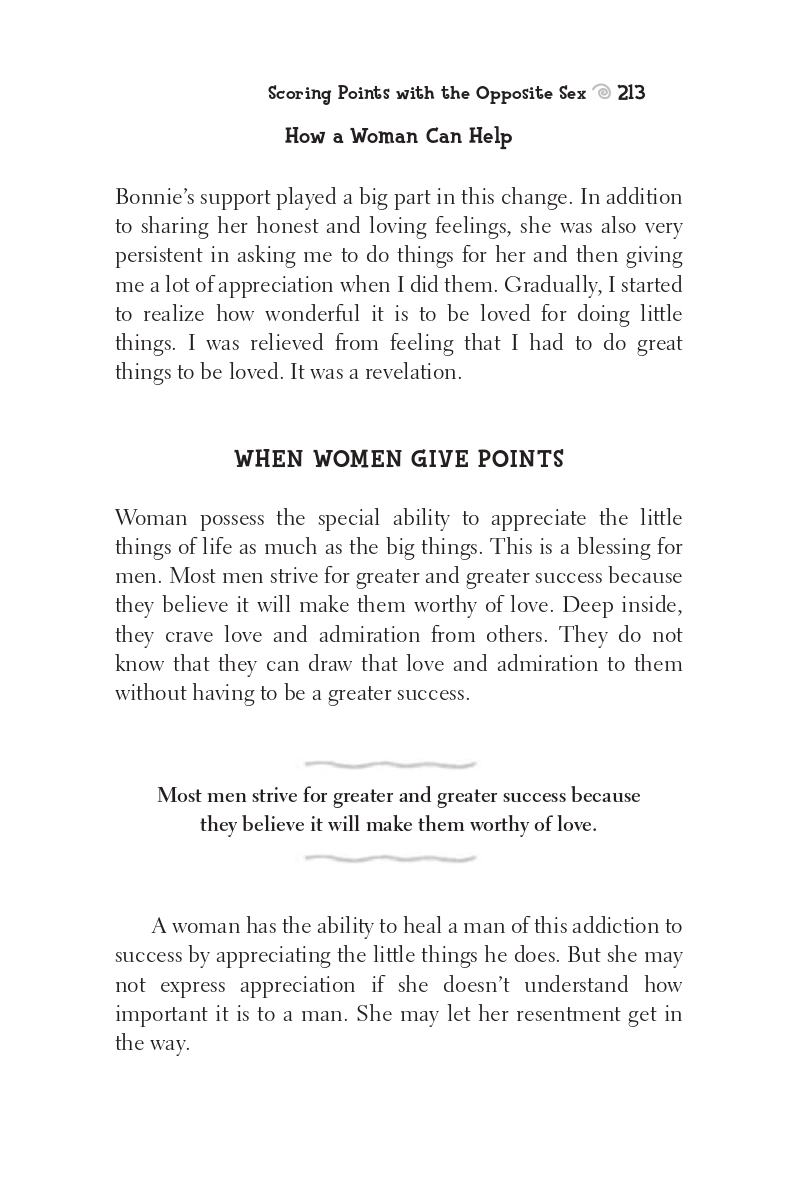 Scoring Points with the Opposite Sex 213
How a Woman Can Help
Bonnie’s support played a big part in this change. In addition
to sharing her honest and loving feelings, she was also very
persistent in asking me to do things for her and then giving
me a lot of appreciation when I did them. Gradually, I started
to realize how wonderful it is to be loved for doing little
things. I was relieved from feeling that I had to do great
things to be loved. It was a revelation.
WHEN WOMEN GIVE POINTS
Woman possess the special ability to appreciate the little
things of life as much as the big things. This is a blessing for
men. Most men strive for greater and greater success because
they believe it will make them worthy of love. Deep inside,
they crave love and admiration from others. They do not
know that they can draw that love and admiration to them
without having to be a greater success.
Most men strive for greater and greater success because
they believe it will make them worthy of love.
A woman has the ability to heal a man of this addiction to
success by appreciating the little things he does. But she may
not express appreciation if she doesn’t understand how
important it is to a man. She may let her resentment get in
the way.